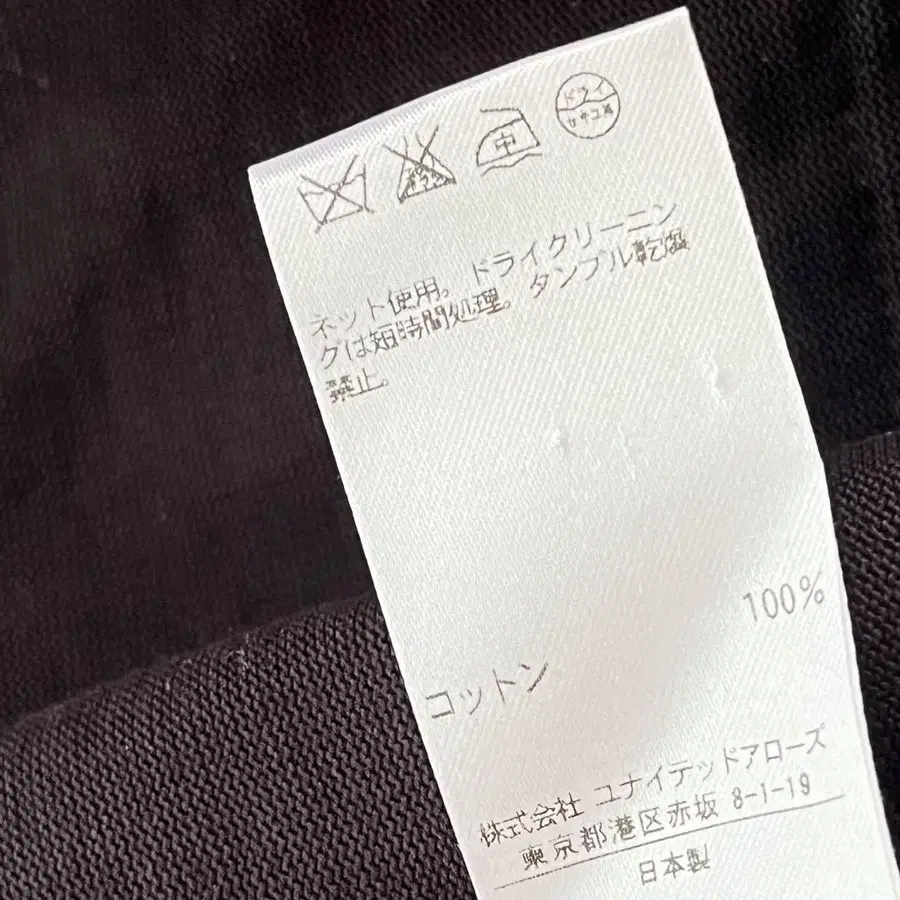 中
ドライ
セキユ系
ネット使用。ドライクリーニン
グは短時間処理。タンブル乾燥
禁止。
100%
コットン
株式会社 ユナイテッドアローズ
東京都港区赤坂 8-1-19
日本製